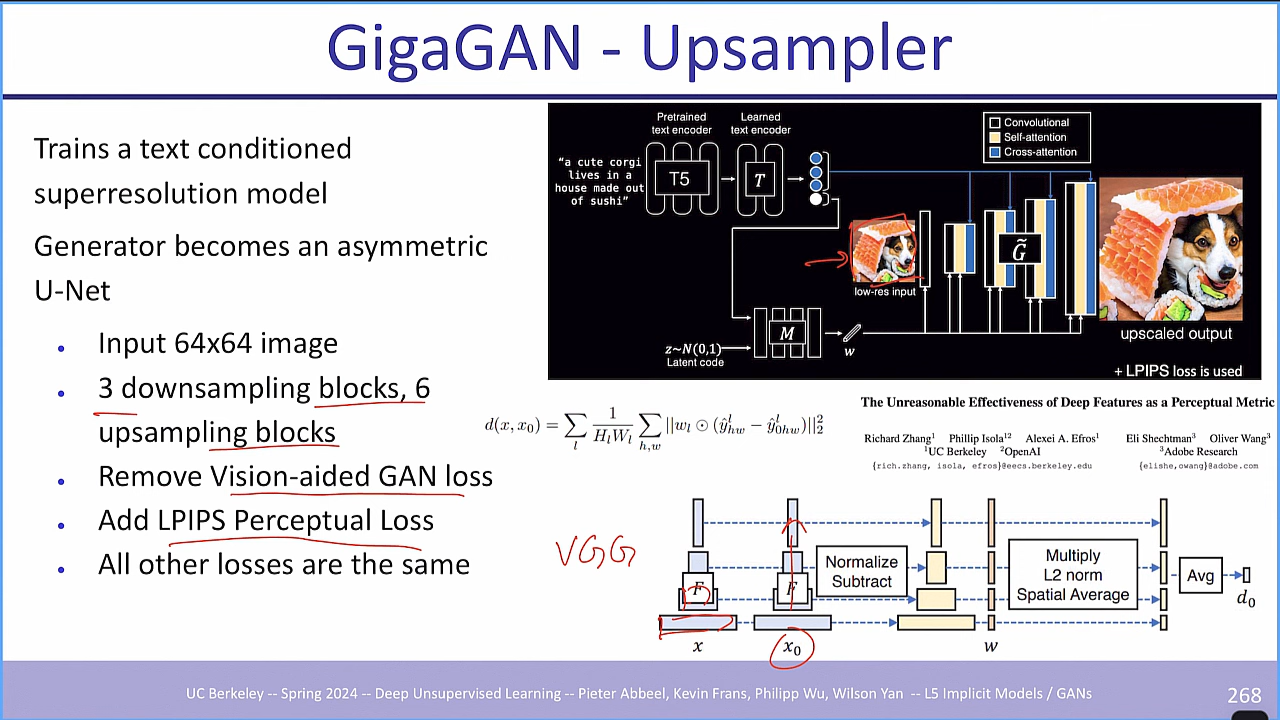 GigaGAN - Upsampler
Trains a text conditioned
superresolution model
Generator becomes an asymmetric
U-Net
• Input 64x64 image
• 3 downsampling blocks, 6
upsampling blocks
• Remove Vision-aided GAN loss
• Add LPIPS Perceptual Loss
• All other losses are the same
Pretrained
text encoder
Learned
text encoder
Convolutional
Self-attention
Cross-attention
"a cute corgi
lives in a
house made out
of sushi"
T5
T
G̃
low-res input
upscaled output
M
w
z~N(0,1)
Latent code
+ LPIPS loss is used
d(x, x₀) = ∑_l 1/(H_l W_l) ∑_{h,w} ||w_l ⊙ (ŷ^l_{hw} − ŷ^l_{0hw})||²₂
The Unreasonable Effectiveness of Deep Features as a Perceptual Metric
Richard Zhang¹ Phillip Isola¹² Alexei A. Efros¹ Eli Shechtman³ Oliver Wang³
¹UC Berkeley ²OpenAI ³Adobe Research
{rich.zhang, isola, efros}@eecs.berkeley.edu {elishe,owang}@adobe.com
VGG
F
F
Normalize
Subtract
Multiply
L2 norm
Spatial Average
Avg
d₀
x
x₀
w
UC Berkeley -- Spring 2024 -- Deep Unsupervised Learning -- Pieter Abbeel, Kevin Frans, Philipp Wu, Wilson Yan -- L5 Implicit Models / GANs
268